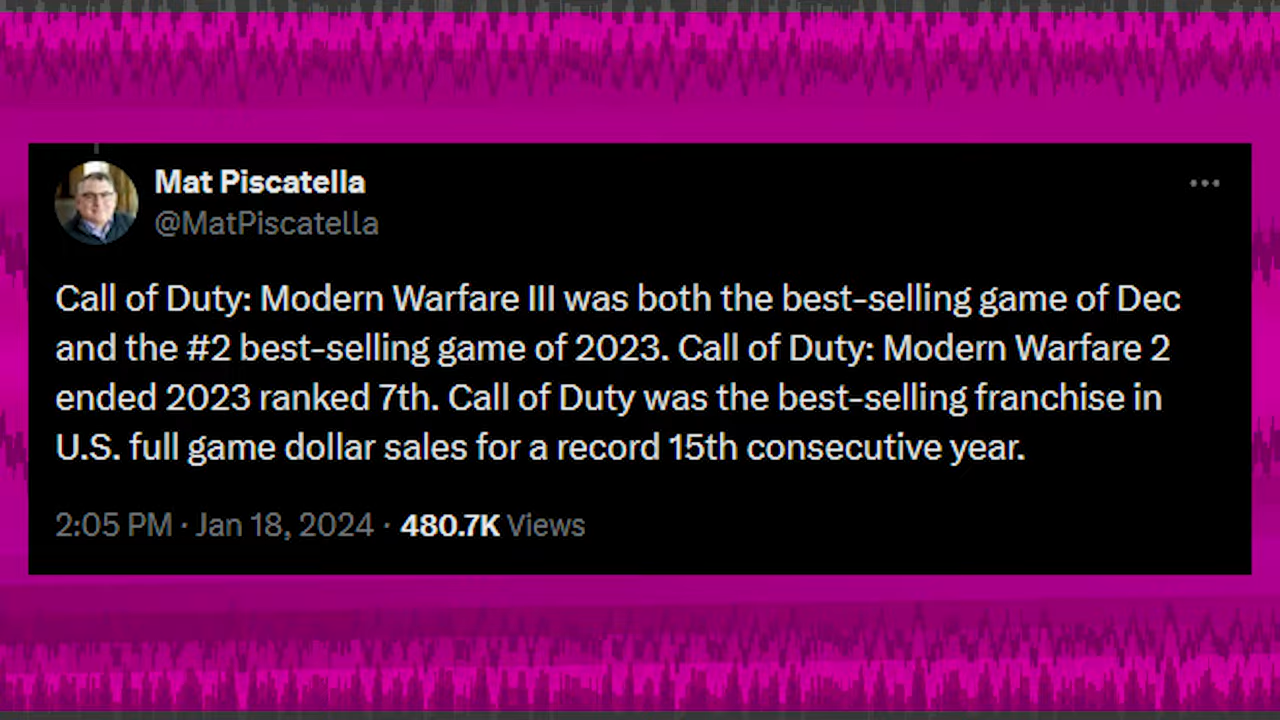 Mat Piscatella
@MatPiscatella
Call of Duty: Modern Warfare III was both the best-selling game of Dec
and the #2 best-selling game of 2023. Call of Duty: Modern Warfare 2
ended 2023 ranked 7th. Call of Duty was the best-selling franchise in
U.S. full game dollar sales for a record 15th consecutive year.
2:05 PM · Jan 18, 2024 · 480.7K Views